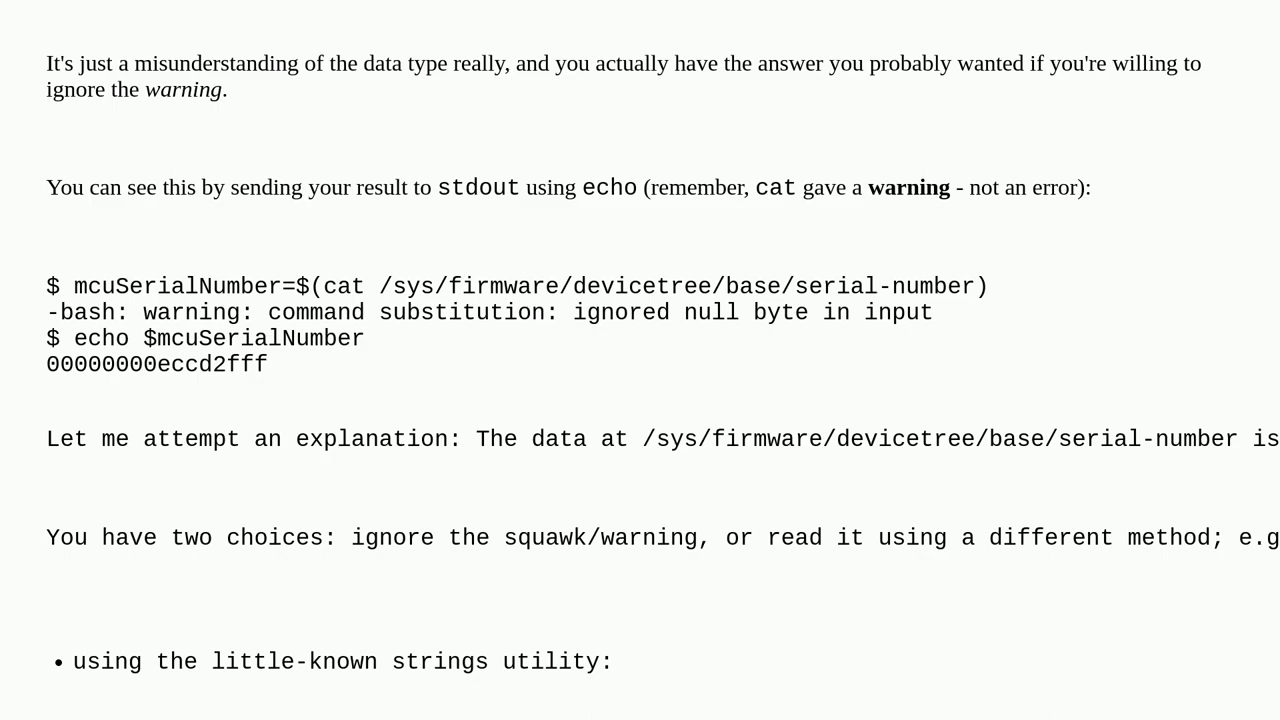 It's just a misunderstanding of the data type really, and you actually have the answer you probably wanted if you're willing to
ignore the warning.
You can see this by sending your result to stdout using echo (remember, cat gave a warning - not an error):
$ mcuSerialNumber=$(cat /sys/firmware/devicetree/base/serial-number)
-bash: warning: command substitution: ignored null byte in input
$ echo $mcuSerialNumber
00000000eccd2fff
Let me attempt an explanation: The data at /sys/firmware/devicetree/base/serial-number is
You have two choices: ignore the squawk/warning, or read it using a different method; e.g
• using the little-known strings utility: